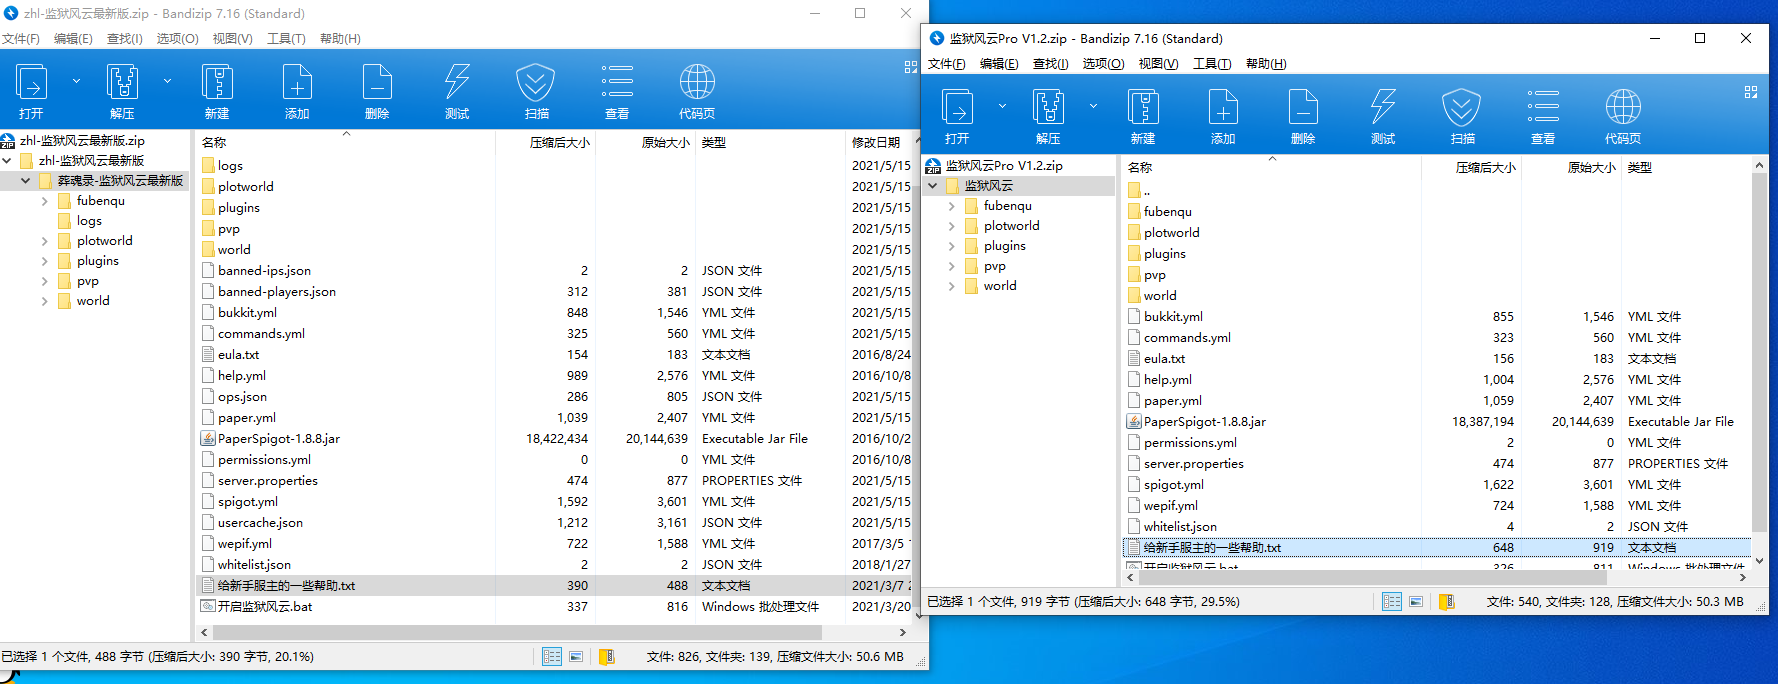 zhl-监狱风云最新版.zip - Bandizip 7.16 (Standard)
文件(F) 编辑(E) 查找(I) 选项(O) 视图(V) 工具(T) 帮助(H)
打开 解压 新建 添加 删除 测试 扫描 查看 代码页
zhl-监狱风云最新版.zip
zhl-监狱风云最新版
葬魂录-监狱风云最新版
fubenqu
logs
plotworld
plugins
pvp
world
名称 压缩后大小 原始大小 类型 修改日期
logs 2021/5/15
plotworld 2021/5/15
plugins 2021/5/15
pvp 2021/5/15
world 2021/5/15
banned-ips.json 2 2 JSON 文件 2021/5/15
banned-players.json 312 381 JSON 文件 2021/5/15
bukkit.yml 848 1,546 YML 文件 2021/5/15
commands.yml 325 560 YML 文件 2021/5/15
eula.txt 154 183 文本文档 2016/8/24
help.yml 989 2,576 YML 文件 2016/10/8
ops.json 286 805 JSON 文件 2021/5/15
paper.yml 1,039 2,407 YML 文件 2021/5/15
PaperSpigot-1.8.8.jar 18,422,434 20,144,639 Executable Jar File 2016/10/2
permissions.yml 0 0 YML 文件 2016/10/8
server.properties 474 877 PROPERTIES 文件 2021/5/15
spigot.yml 1,592 3,601 YML 文件 2021/5/15
usercache.json 1,212 3,161 JSON 文件 2021/5/15
wepif.yml 722 1,588 YML 文件 2017/3/5 1
whitelist.json 2 2 JSON 文件 2018/1/27
给新手服主的一些帮助.txt 390 488 文本文档 2021/3/7 2
开启监狱风云.bat 337 816 Windows 批处理文件 2021/3/20
已选择 1 个文件, 488 字节 (压缩后大小: 390 字节, 20.1%) 文件: 826, 文件夹: 139, 压缩文件大小: 50.6 MB
监狱风云Pro V1.2.zip - Bandizip 7.16 (Standard)
文件(F) 编辑(E) 查找(I) 选项(O) 视图(V) 工具(T) 帮助(H)
打开 解压 新建 添加 删除 测试 扫描 查看 代码页
监狱风云Pro V1.2.zip
监狱风云
fubenqu
plotworld
plugins
pvp
world
名称 压缩后大小 原始大小 类型
..
fubenqu
plotworld
plugins
pvp
world
bukkit.yml 855 1,546 YML 文件
commands.yml 323 560 YML 文件
eula.txt 156 183 文本文档
help.yml 1,004 2,576 YML 文件
paper.yml 1,059 2,407 YML 文件
PaperSpigot-1.8.8.jar 18,387,194 20,144,639 Executable Jar File
permissions.yml 2 0 YML 文件
server.properties 474 877 PROPERTIES 文件
spigot.yml 1,622 3,601 YML 文件
wepif.yml 724 1,588 YML 文件
whitelist.json 4 2 JSON 文件
给新手服主的一些帮助.txt 648 919 文本文档
开启监狱风云.bat 326 811 Windows 批处理文件
已选择 1 个文件, 919 字节 (压缩后大小: 648 字节, 29.5%) 文件: 540, 文件夹: 128, 压缩文件大小: 50.3 MB